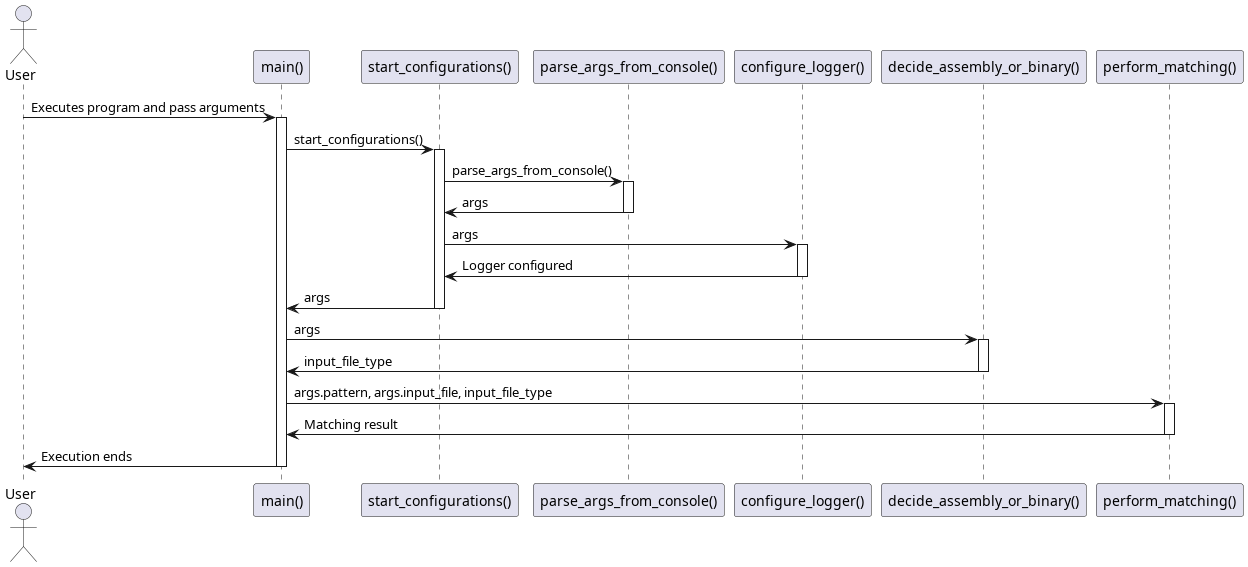 User
main()
start_configurations()
parse_args_from_console()
configure_logger()
decide_assembly_or_binary()
perform_matching()
Executes program and pass arguments
start_configurations()
parse_args_from_console()
args
args
Logger configured
args
args
input_file_type
args.pattern, args.input_file, input_file_type
Matching result
Execution ends
User
main()
start_configurations()
parse_args_from_console()
configure_logger()
decide_assembly_or_binary()
perform_matching()